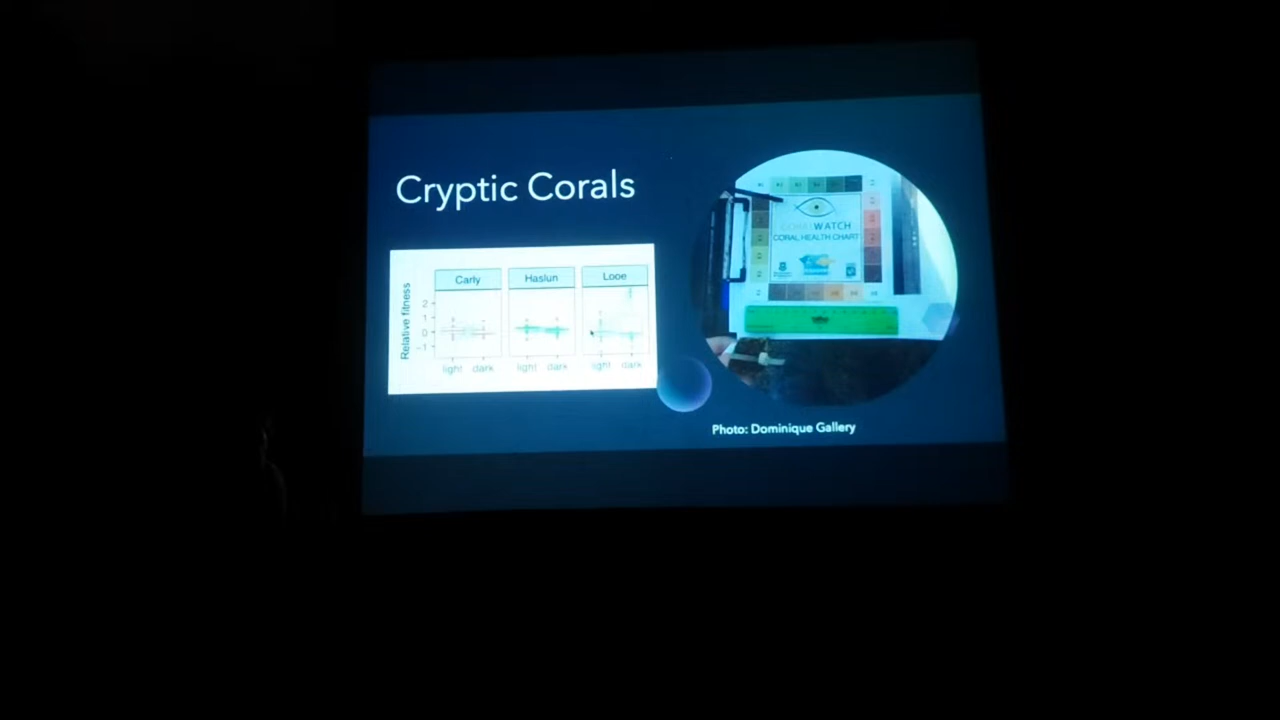 Cryptic Corals
Carly
Haslun
Looe
Relative fitness
2
1
0
-1
light
dark
light
dark
light
dark
WATCH
CORAL HEALTH CHART
Photo: Dominique Gallery